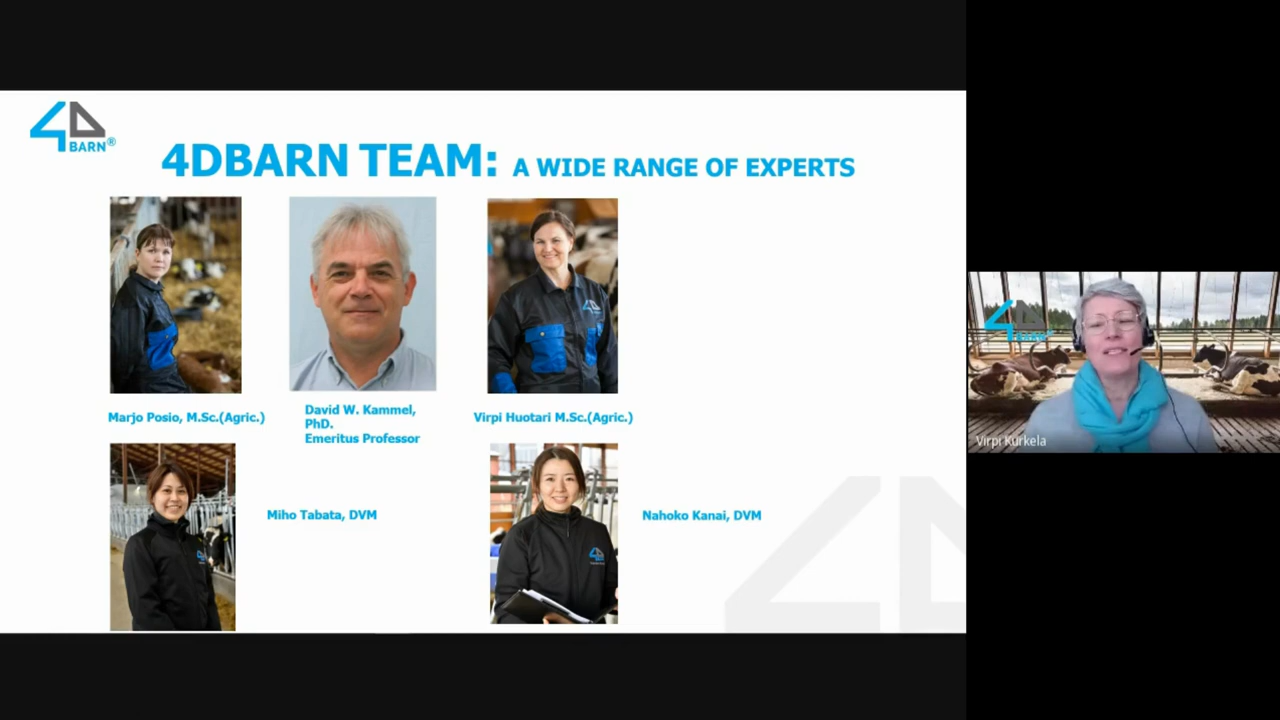 4D
BARN®
4DBARN TEAM: A WIDE RANGE OF EXPERTS
Marjo Posio, M.Sc.(Agric.)
David W. Kammel,
PhD.
Emeritus Professor
Virpi Huotari M.Sc.(Agric.)
Miho Tabata, DVM
Nahoko Kanai, DVM
Virpi Kurkela